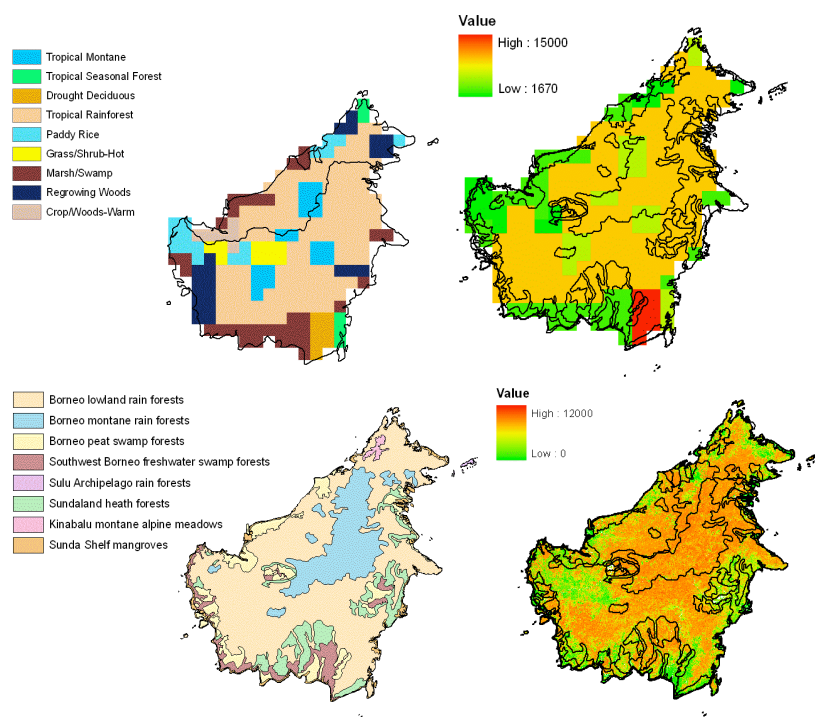 Tropical Montane
Tropical Seasonal Forest
Drought Deciduous
Tropical Rainforest
Paddy Rice
Grass/Shrub-Hot
Marsh/Swamp
Regrowing Woods
Crop/Woods-Warm
Value
High : 15000
Low : 1670
Borneo lowland rain forests
Borneo montane rain forests
Borneo peat swamp forests
Southwest Borneo freshwater swamp forests
Sulu Archipelago rain forests
Sundaland heath forests
Kinabalu montane alpine meadows
Sunda Shelf mangroves
Value
High : 12000
Low : 0